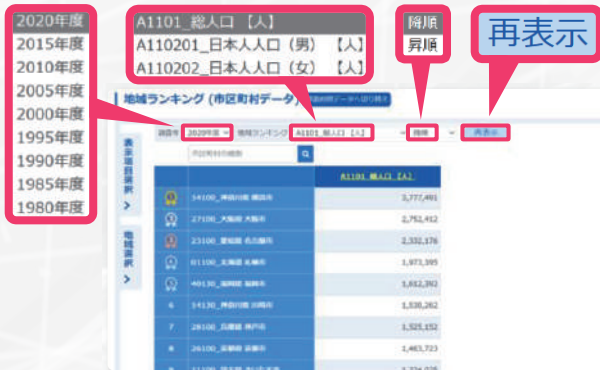 2020年度
2015年度
2010年度
2005年度
2000年度
1995年度
1990年度
1985年度
1980年度
A1101_総人口 【人】
A110201_日本人人口（男） 【人】
A110202_日本人人口（女） 【人】
降順
昇順
再表示
地域ランキング (市区町村データ)
調査年 2020年度 地域ランキング A1101_総人口 【人】 降順 再表示
表示項目選択
地域選択
A1101_総人口 【人】
14100_神奈川県 横浜市 3,777,491
27100_大阪府 大阪市 2,752,412
23100_愛知県 名古屋市 2,332,176
01100_北海道 札幌市 1,973,395
40130_福岡県 福岡市 1,612,392
6 14130_神奈川県 川崎市 1,538,262
7 28100_兵庫県 神戸市 1,525,152
8 26100_京都府 京都市 1,463,723